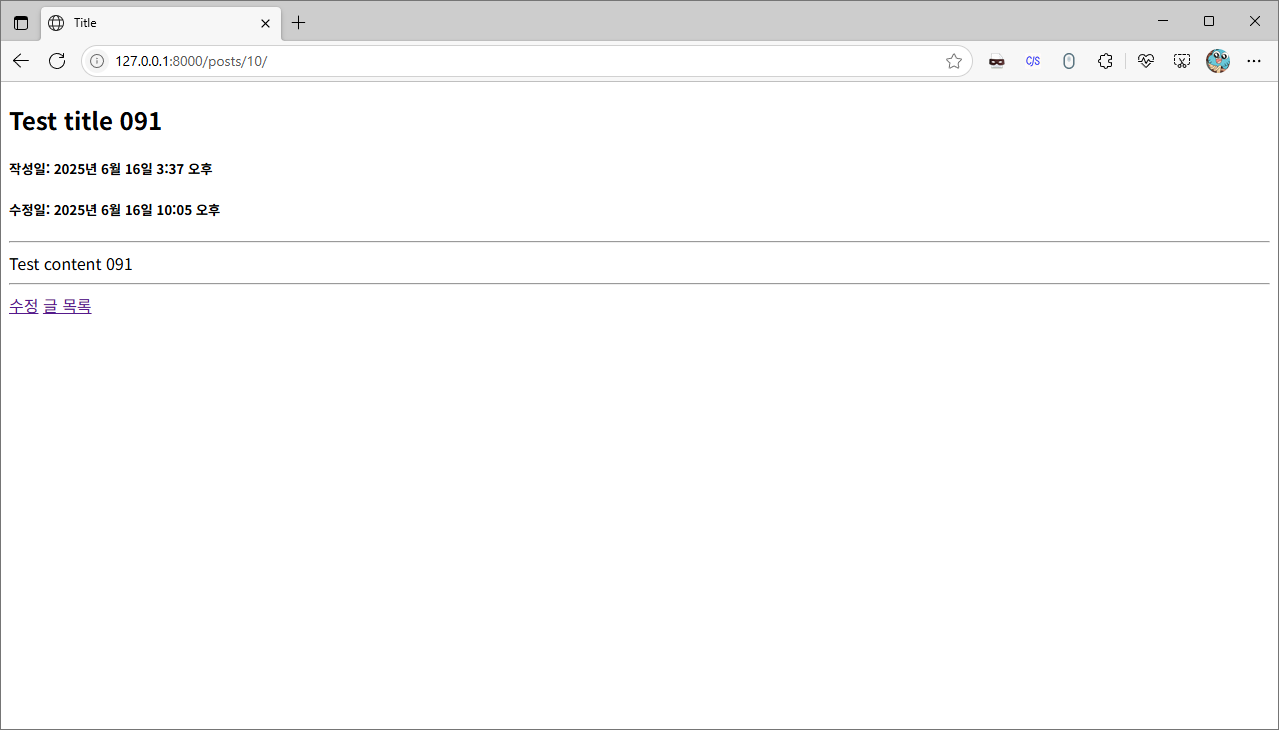 Title
127.0.0.1:8000/posts/10/
C/S
Test title 091
작성일: 2025년 6월 16일 3:37 오후
수정일: 2025년 6월 16일 10:05 오후
Test content 091
수정 글 목록